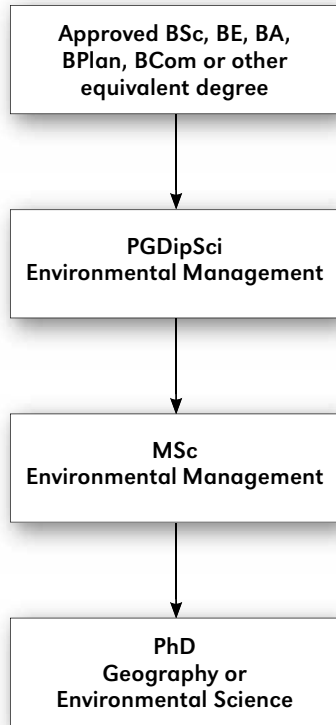 Approved BSc, BE, BA,
BPlan, BCom or other
equivalent degree
PGDipSci
Environmental Management
MSc
Environmental Management
PhD
Geography or
Environmental Science